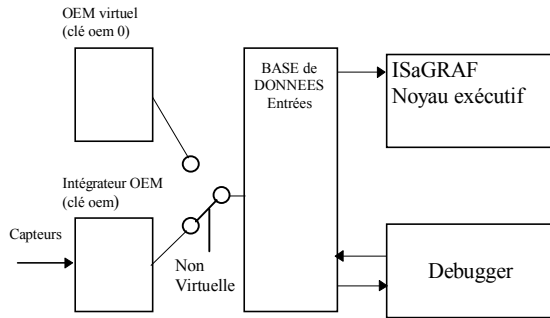 OEM virtuel
(clé oem 0)
BASE de
DONNEES
Entrées
ISaGRAF
Noyau exécutif
Intégrateur OEM
(clé oem)
Capteurs
Non
Virtuelle
Debugger